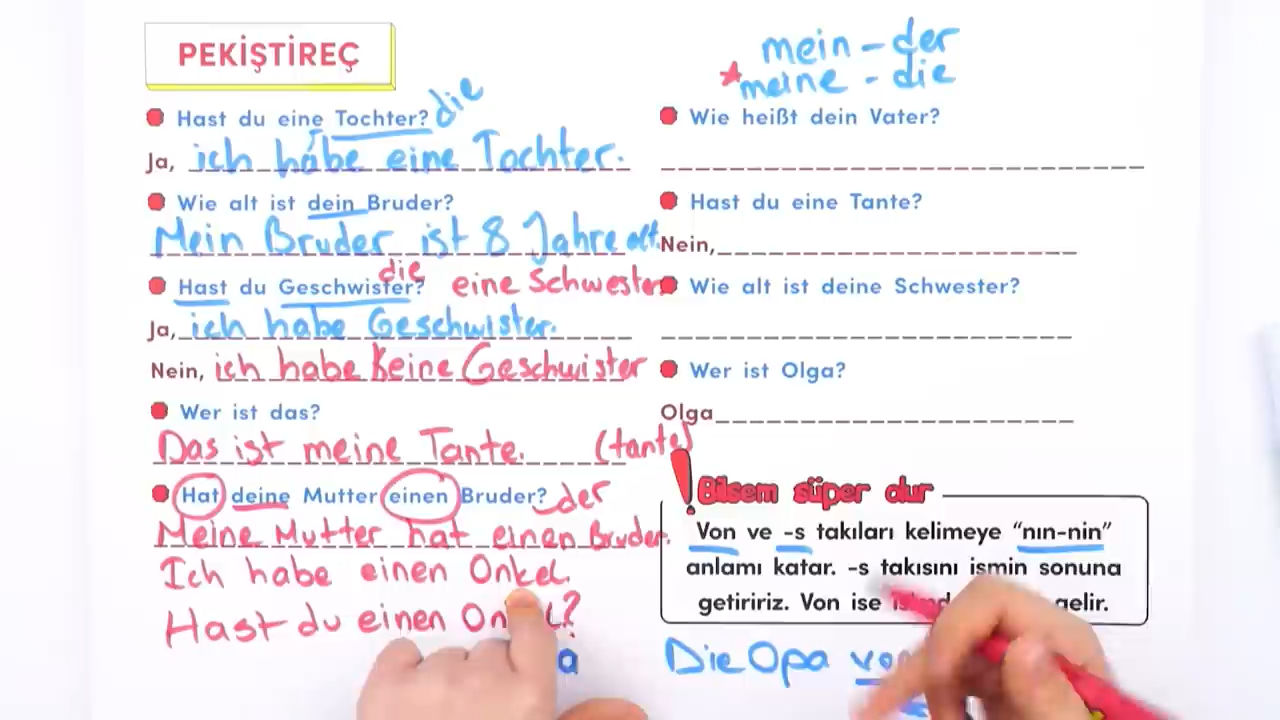 PEKİŞTİREÇ
Hast du eine Tochter? die
Ja, ich habe eine Tochter.
Wie alt ist dein Bruder?
Mein Bruder ist 8 Jahre alt.
Hast du Geschwister? die eine Schwester
Ja, ich habe Geschwister.
Nein, ich habe keine Geschwister
Wer ist das?
Das ist meine Tante. (tante)
Hat deine Mutter einen Bruder? der
Meine Mutter hat einen Bruder.
Ich habe einen Onkel.
Hast du einen
mein - der
meine - die
Wie heißt dein Vater?
Hast du eine Tante?
Nein,
Wie alt ist deine Schwester?
Wer ist Olga?
Olga
! Bilsem süper olur
Von ve -s takıları kelimeye “nın-nin”
anlamı katar. -s takısını ismin sonuna
getiririz. Von ise gelir.
Die Opa